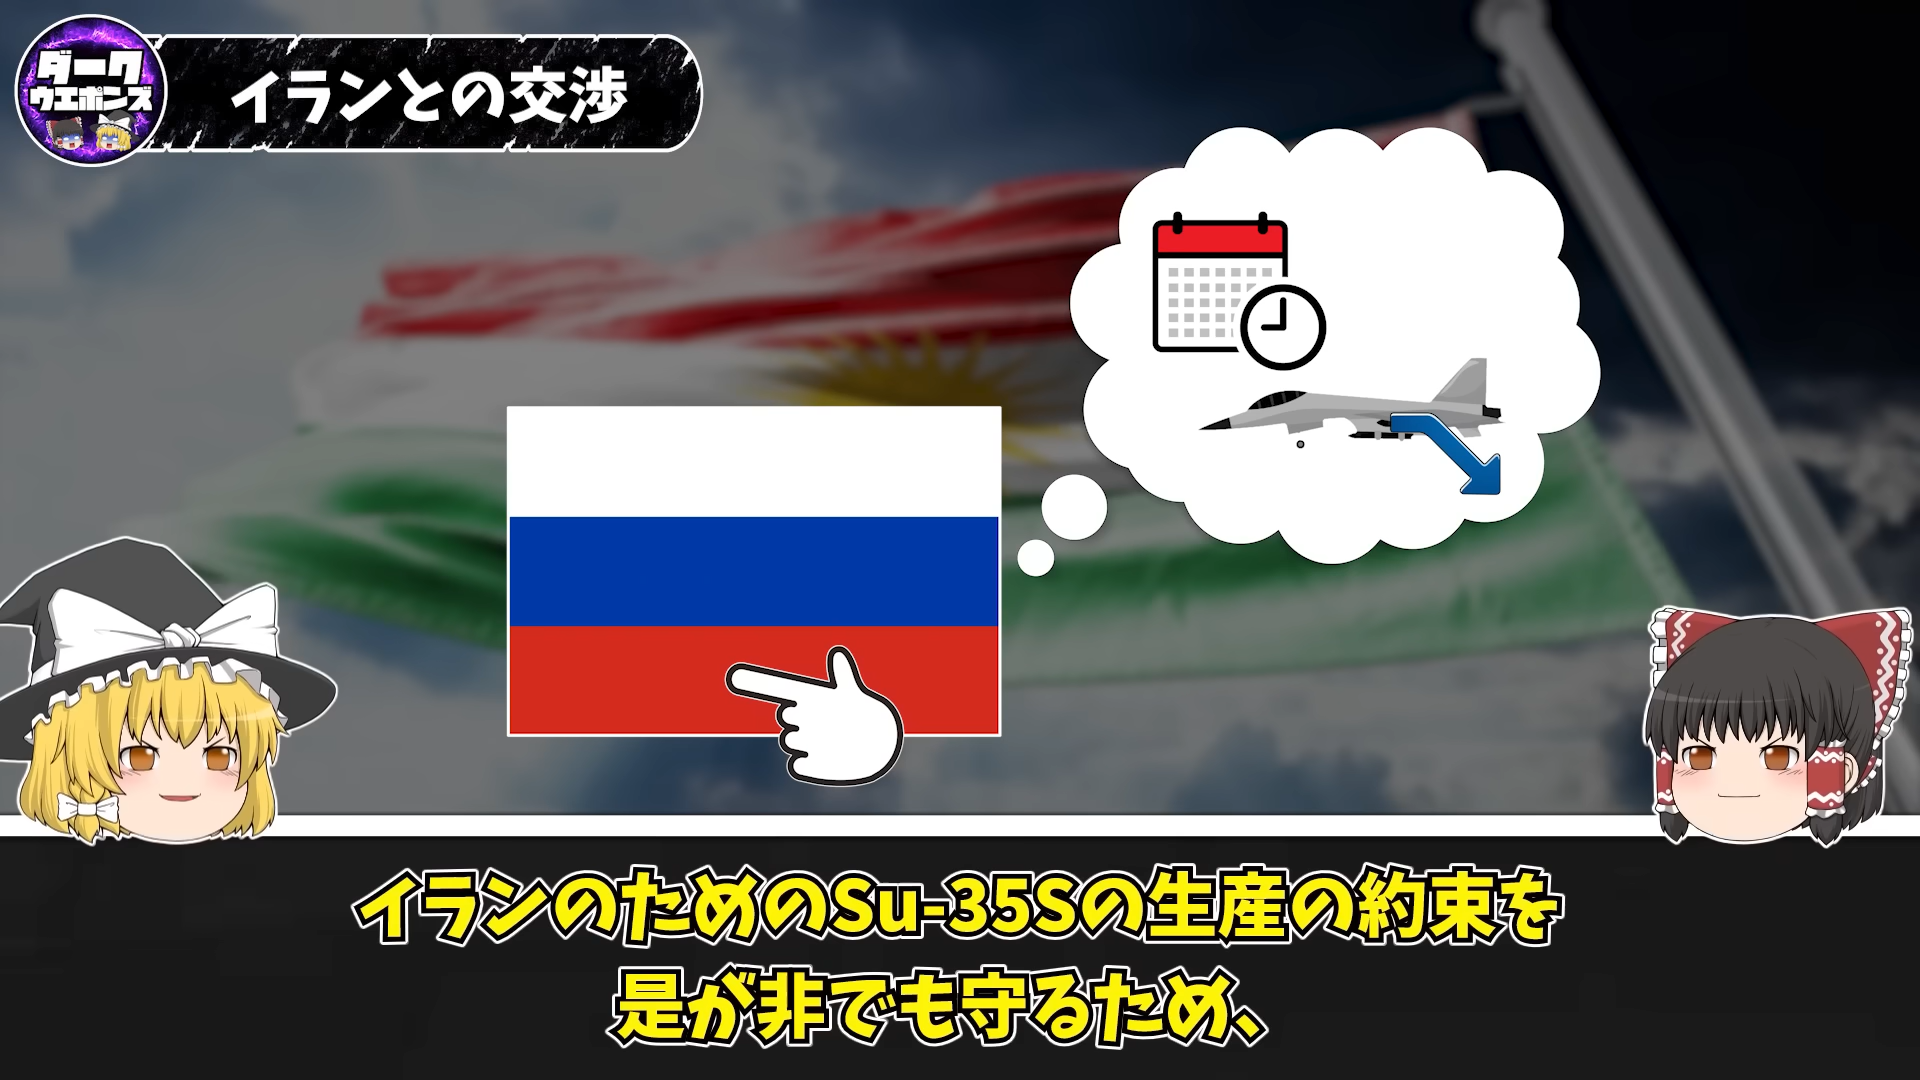 ダーク
ウエポンズ
イランとの交渉
イランのためのSu-35Sの生産の約束を
是が非でも守るため、